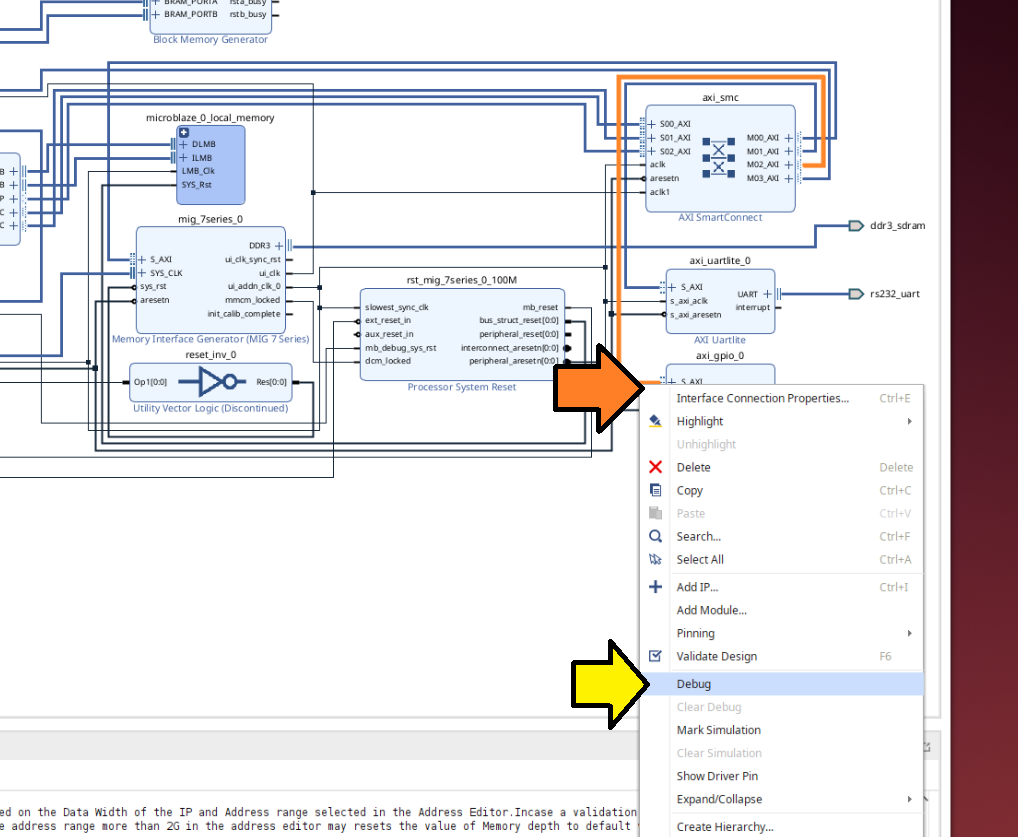 BRAM_PORTA rsta_busy
BRAM_PORTB rstb_busy
Block Memory Generator
microblaze_0_local_memory
DLMB
ILMB
LMB_Clk
SYS_Rst
B
B
P
C
C
mig_7series_0
DDR3
S_AXI ui_clk_sync_rst
SYS_CLK ui_clk
sys_rst ui_addn_clk_0
aresetn mmcm_locked
init_calib_complete
Memory Interface Generator (MIG 7 Series)
reset_inv_0
Op1[0:0] Res[0:0]
Utility Vector Logic (Discontinued)
rst_mig_7series_0_100M
slowest_sync_clk mb_reset
ext_reset_in bus_struct_reset[0:0]
aux_reset_in peripheral_reset[0:0]
mb_debug_sys_rst interconnect_aresetn[0:0]
dcm_locked peripheral_aresetn[0:0]
Processor System Reset
axi_smc
S00_AXI M00_AXI
S01_AXI M01_AXI
S02_AXI M02_AXI
aclk M03_AXI
aresetn
aclk1
AXI SmartConnect
ddr3_sdram
axi_uartlite_0
S_AXI UART
s_axi_aclk interrupt
s_axi_aresetn
AXI Uartlite
rs232_uart
axi_gpio_0
S_AXI
Interface Connection Properties... Ctrl+E
Highlight
Unhighlight
Delete Delete
Copy Ctrl+C
Paste Ctrl+V
Search... Ctrl+F
Select All Ctrl+A
Add IP... Ctrl+I
Add Module...
Pinning
Validate Design F6
Debug
Clear Debug
Mark Simulation
Clear Simulation
Show Driver Pin
Expand/Collapse
Create Hierarchy...
ed on the Data Width of the IP and Address range selected in the Address Editor.Incase a validation
e address range more than 2G in the address editor may resets the value of Memory depth to default